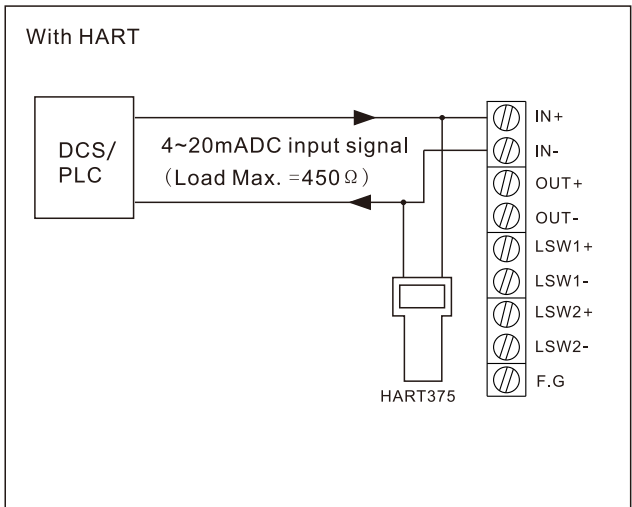 With HART
DCS/
PLC
4~20mADC input signal
(Load Max. =450Ω)
IN+
IN-
OUT+
OUT-
LSW1+
LSW1-
LSW2+
LSW2-
F.G
HART375